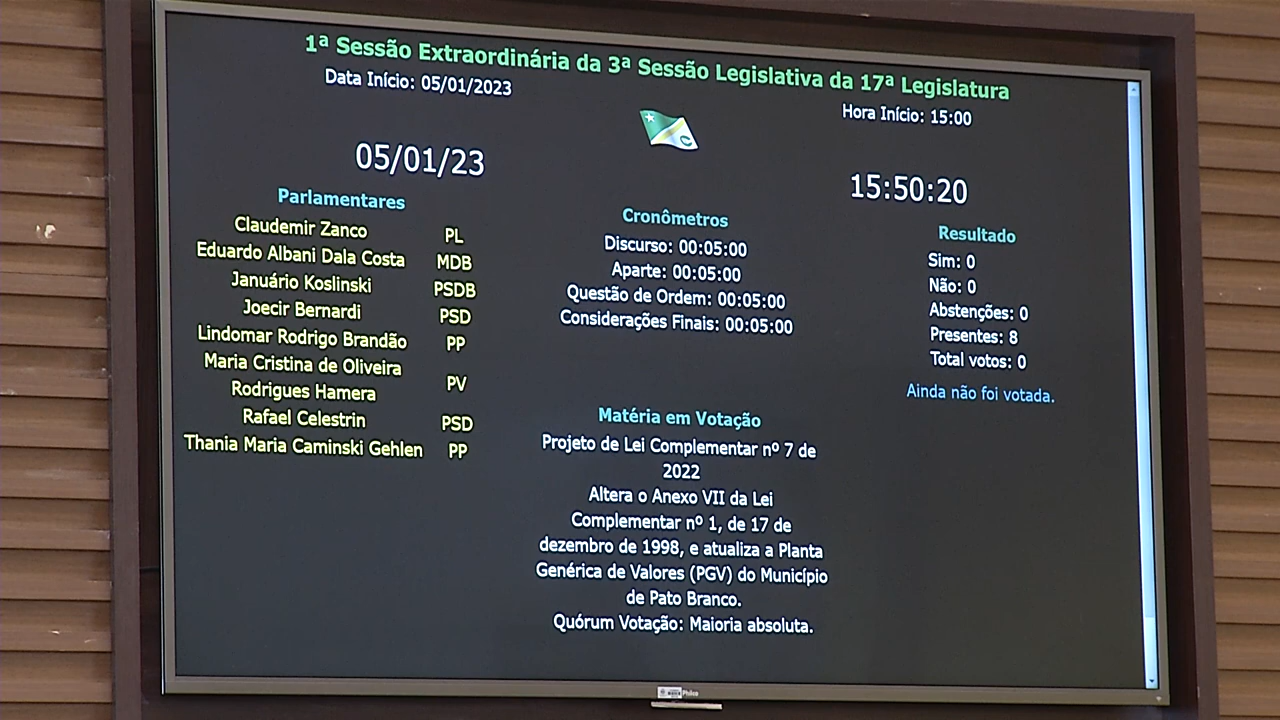 1ª Sessão Extraordinária da 3ª Sessão Legislativa da 17ª Legislatura
Data Início: 05/01/2023
Hora Início: 15:00
05/01/23
15:50:20
Parlamentares
Claudemir Zanco PL
Eduardo Albani Dala Costa MDB
Januário Koslinski PSDB
Joecir Bernardi PSD
Lindomar Rodrigo Brandão PP
Maria Cristina de Oliveira
Rodrigues Hamera PV
Rafael Celestrin PSD
Thania Maria Caminski Gehlen PP
Cronômetros
Discurso: 00:05:00
Aparte: 00:05:00
Questão de Ordem: 00:05:00
Considerações Finais: 00:05:00
Matéria em Votação
Projeto de Lei Complementar nº 7 de
2022
Altera o Anexo VII da Lei
Complementar nº 1, de 17 de
dezembro de 1998, e atualiza a Planta
Genérica de Valores (PGV) do Município
de Pato Branco.
Quórum Votação: Maioria absoluta.
Resultado
Sim: 0
Não: 0
Abstenções: 0
Presentes: 8
Total votos: 0
Ainda não foi votada.
Philco